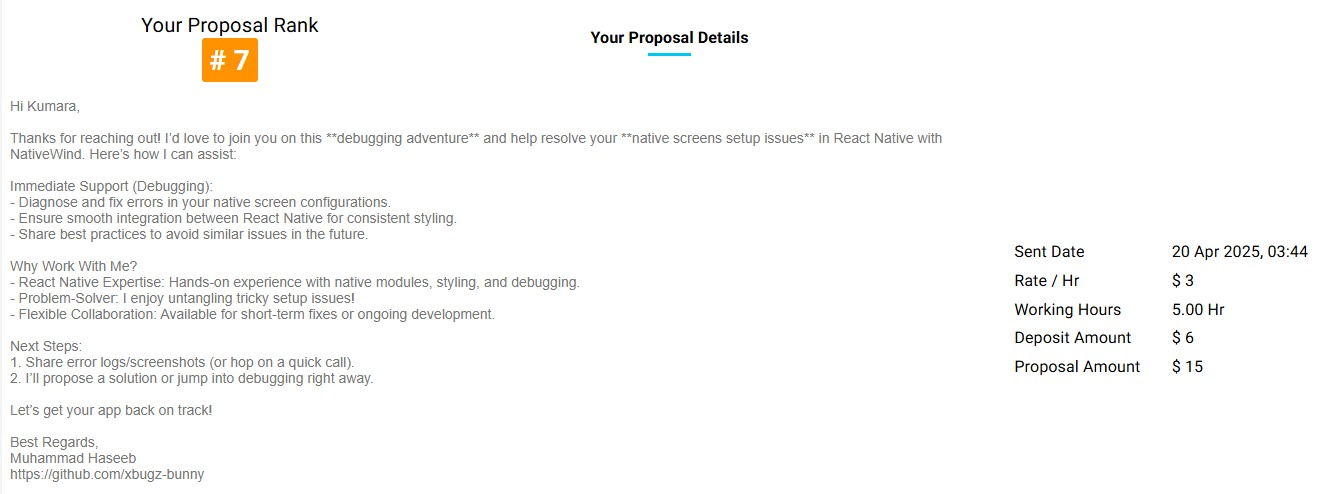 Your Proposal Rank
# 7
Your Proposal Details
Hi Kumara,
Thanks for reaching out! I’d love to join you on this **debugging adventure** and help resolve your **native screens setup issues** in React Native with
NativeWind. Here’s how I can assist:
Immediate Support (Debugging):
- Diagnose and fix errors in your native screen configurations.
- Ensure smooth integration between React Native for consistent styling.
- Share best practices to avoid similar issues in the future.
Why Work With Me?
- React Native Expertise: Hands-on experience with native modules, styling, and debugging.
- Problem-Solver: I enjoy untangling tricky setup issues!
- Flexible Collaboration: Available for short-term fixes or ongoing development.
Next Steps:
1. Share error logs/screenshots (or hop on a quick call).
2. I’ll propose a solution or jump into debugging right away.
Let’s get your app back on track!
Best Regards,
Muhammad Haseeb
https://github.com/xbugz-bunny
Sent Date 20 Apr 2025, 03:44
Rate / Hr $ 3
Working Hours 5.00 Hr
Deposit Amount $ 6
Proposal Amount $ 15